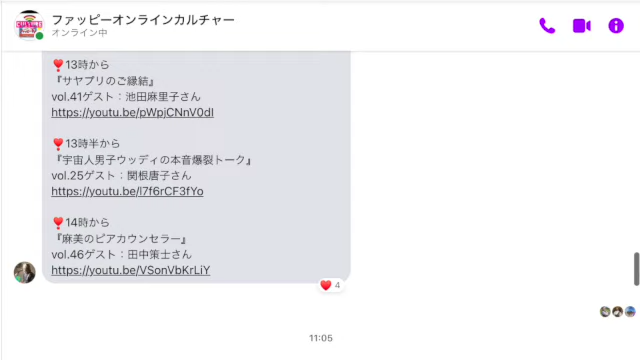 ファッピーオンラインカルチャー
オンライン中
❣13時から
『サヤプリのご縁結』
vol.41ゲスト：池田麻里子さん
https://youtu.be/pWpjCNnV0dI
❣13時半から
『宇宙人男子ウッディの本音爆裂トーク』
vol.25ゲスト：関根唐子さん
https://youtu.be/l7f6rCF3fYo
❣14時から
『麻美のピアカウンセラー』
vol.46ゲスト：田中策士さん
https://youtu.be/VSonVbKrLiY
4
11:05